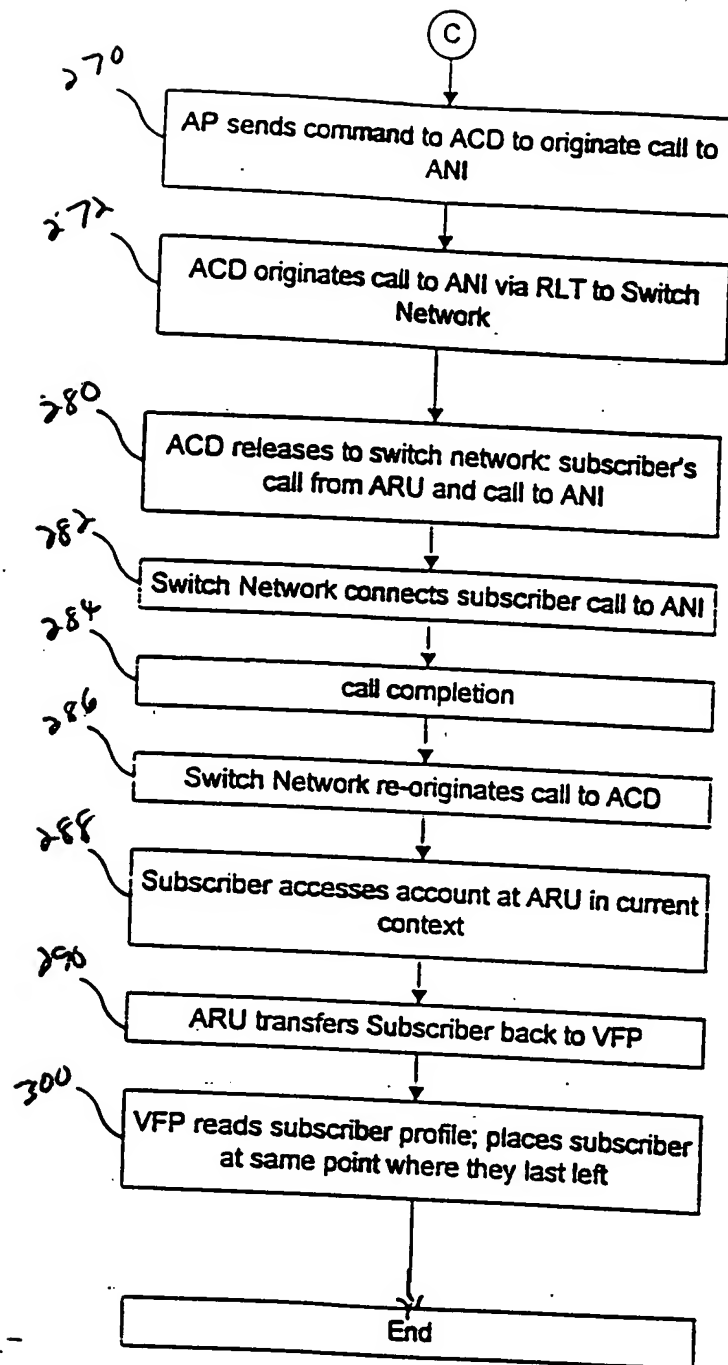 C
270
AP sends command to ACD to originate call to
ANI
272
ACD originates call to ANI via RLT to Switch
Network
280
ACD releases to switch network: subscriber's
call from ARU and call to ANI
282
Switch Network connects subscriber call to ANI
284
call completion
286
Switch Network re-originates call to ACD
288
Subscriber accesses account at ARU in current
context
290
ARU transfers Subscriber back to VFP
300
VFP reads subscriber profile; places subscriber
at same point where they last left
End